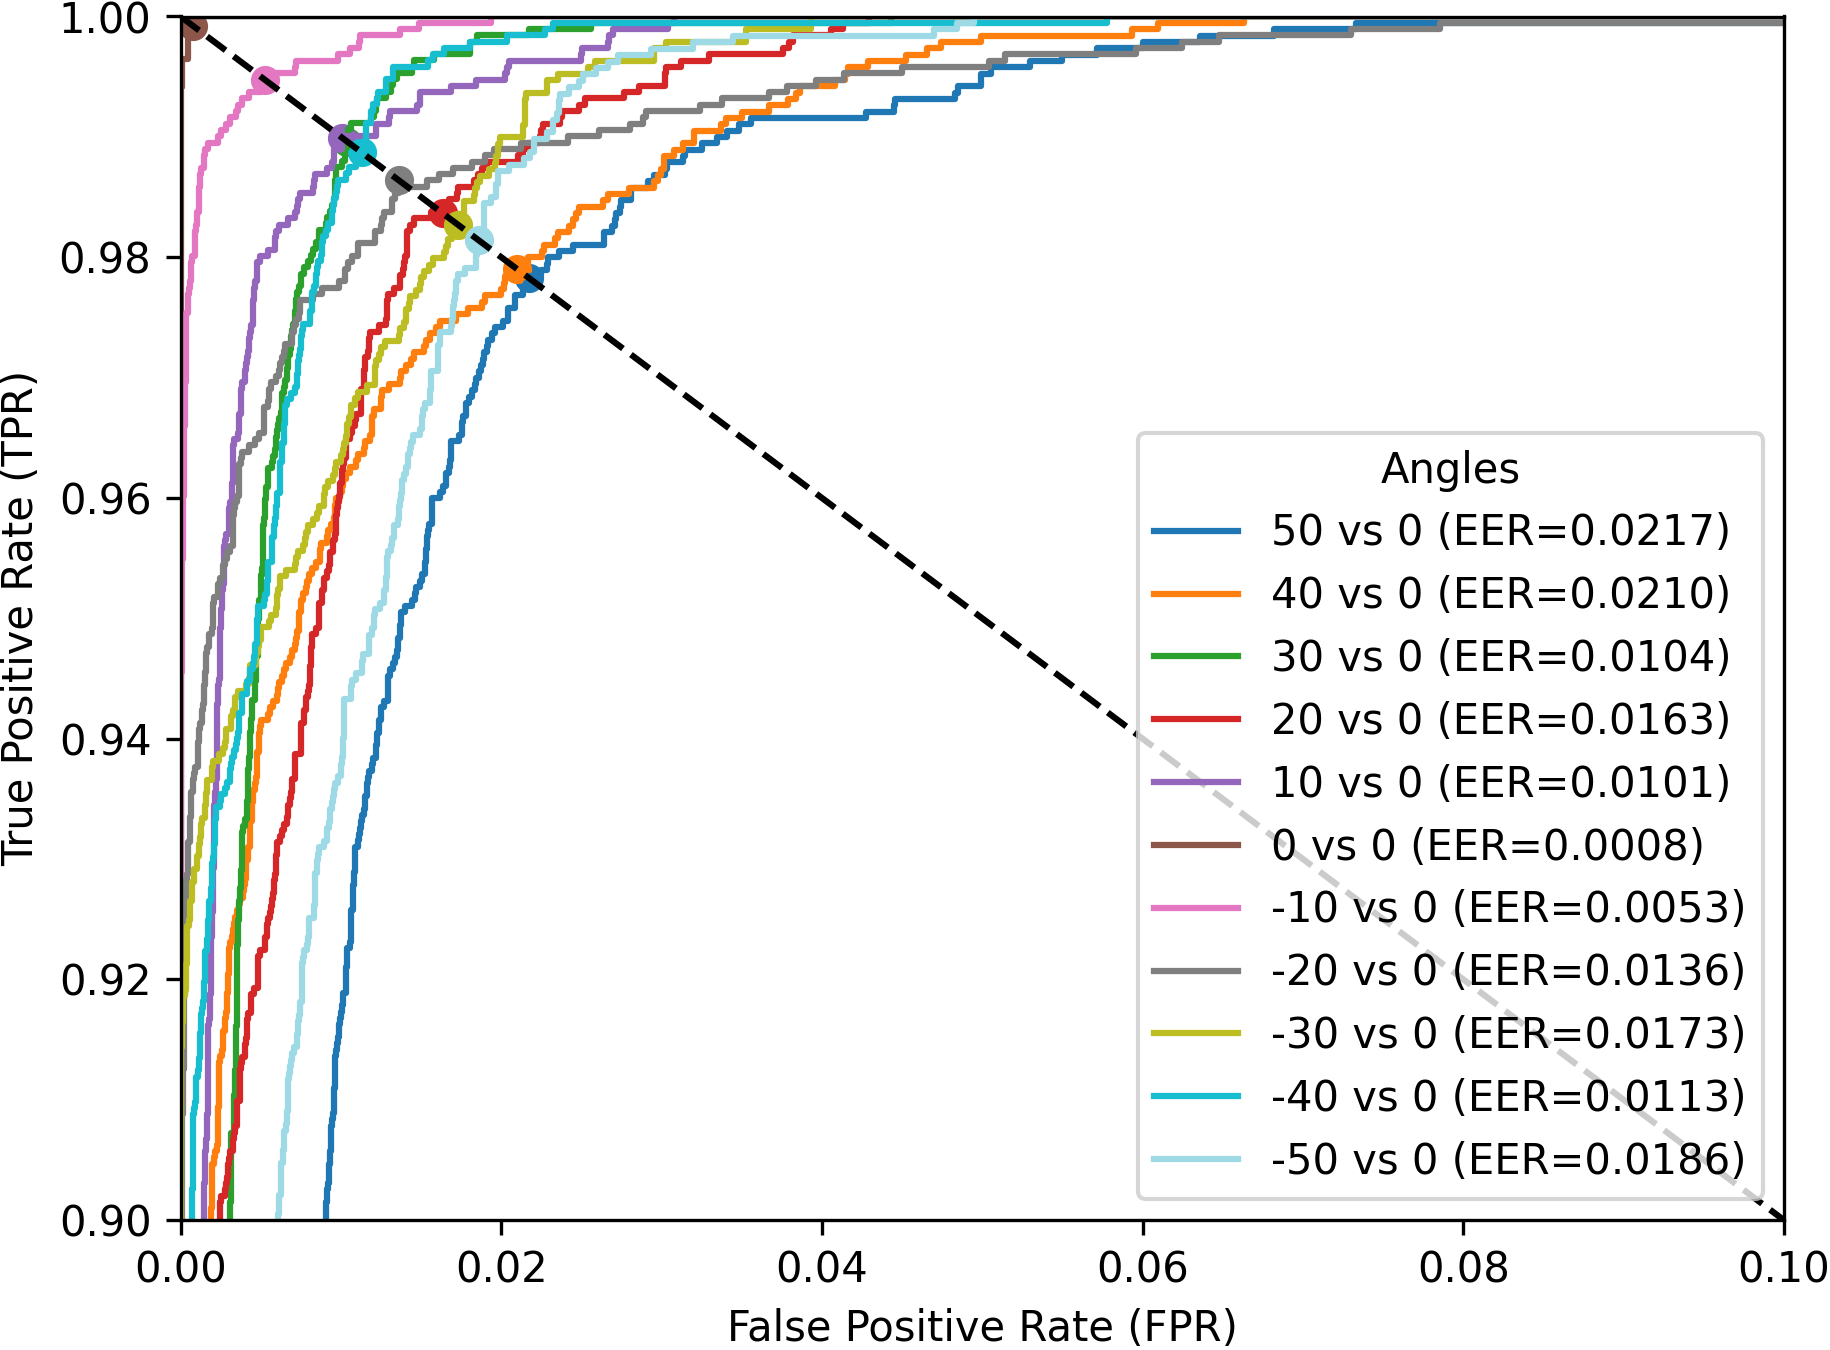 1.00
0.98
0.96
0.94
0.92
0.90
True Positive Rate (TPR)
Angles
50 vs 0 (EER=0.0217)
40 vs 0 (EER=0.0210)
30 vs 0 (EER=0.0104)
20 vs 0 (EER=0.0163)
10 vs 0 (EER=0.0101)
0 vs 0 (EER=0.0008)
-10 vs 0 (EER=0.0053)
-20 vs 0 (EER=0.0136)
-30 vs 0 (EER=0.0173)
-40 vs 0 (EER=0.0113)
-50 vs 0 (EER=0.0186)
0.00 0.02 0.04 0.06 0.08 0.10
False Positive Rate (FPR)